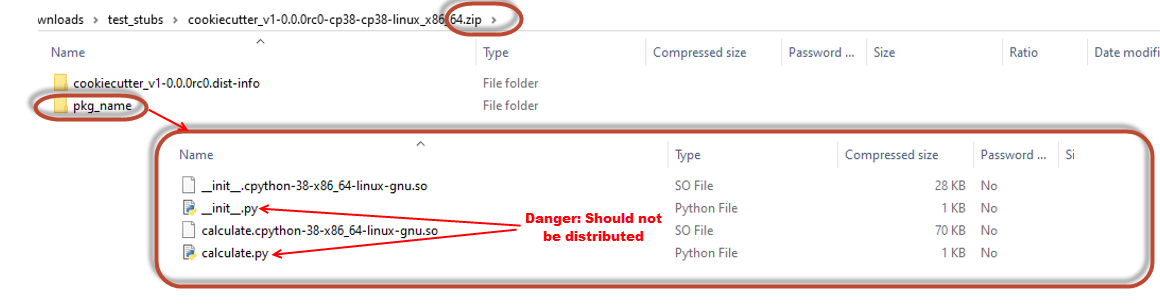 wnloads > test_stubs > cookiecutter_v1-0.0.0rc0-cp38-cp38-linux_x86_64.zip >
Name Type Compressed size Password ... Size Ratio Date modifi
cookiecutter_v1-0.0.0rc0.dist-info File folder
pkg_name File folder
Name Type Compressed size Password ... Si
__init__.cpython-38-x86_64-linux-gnu.so SO File 28 KB No
__init__.py Python File 1 KB No
calculate.cpython-38-x86_64-linux-gnu.so SO File 70 KB No
calculate.py Python File 1 KB No
Danger: Should not
be distributed